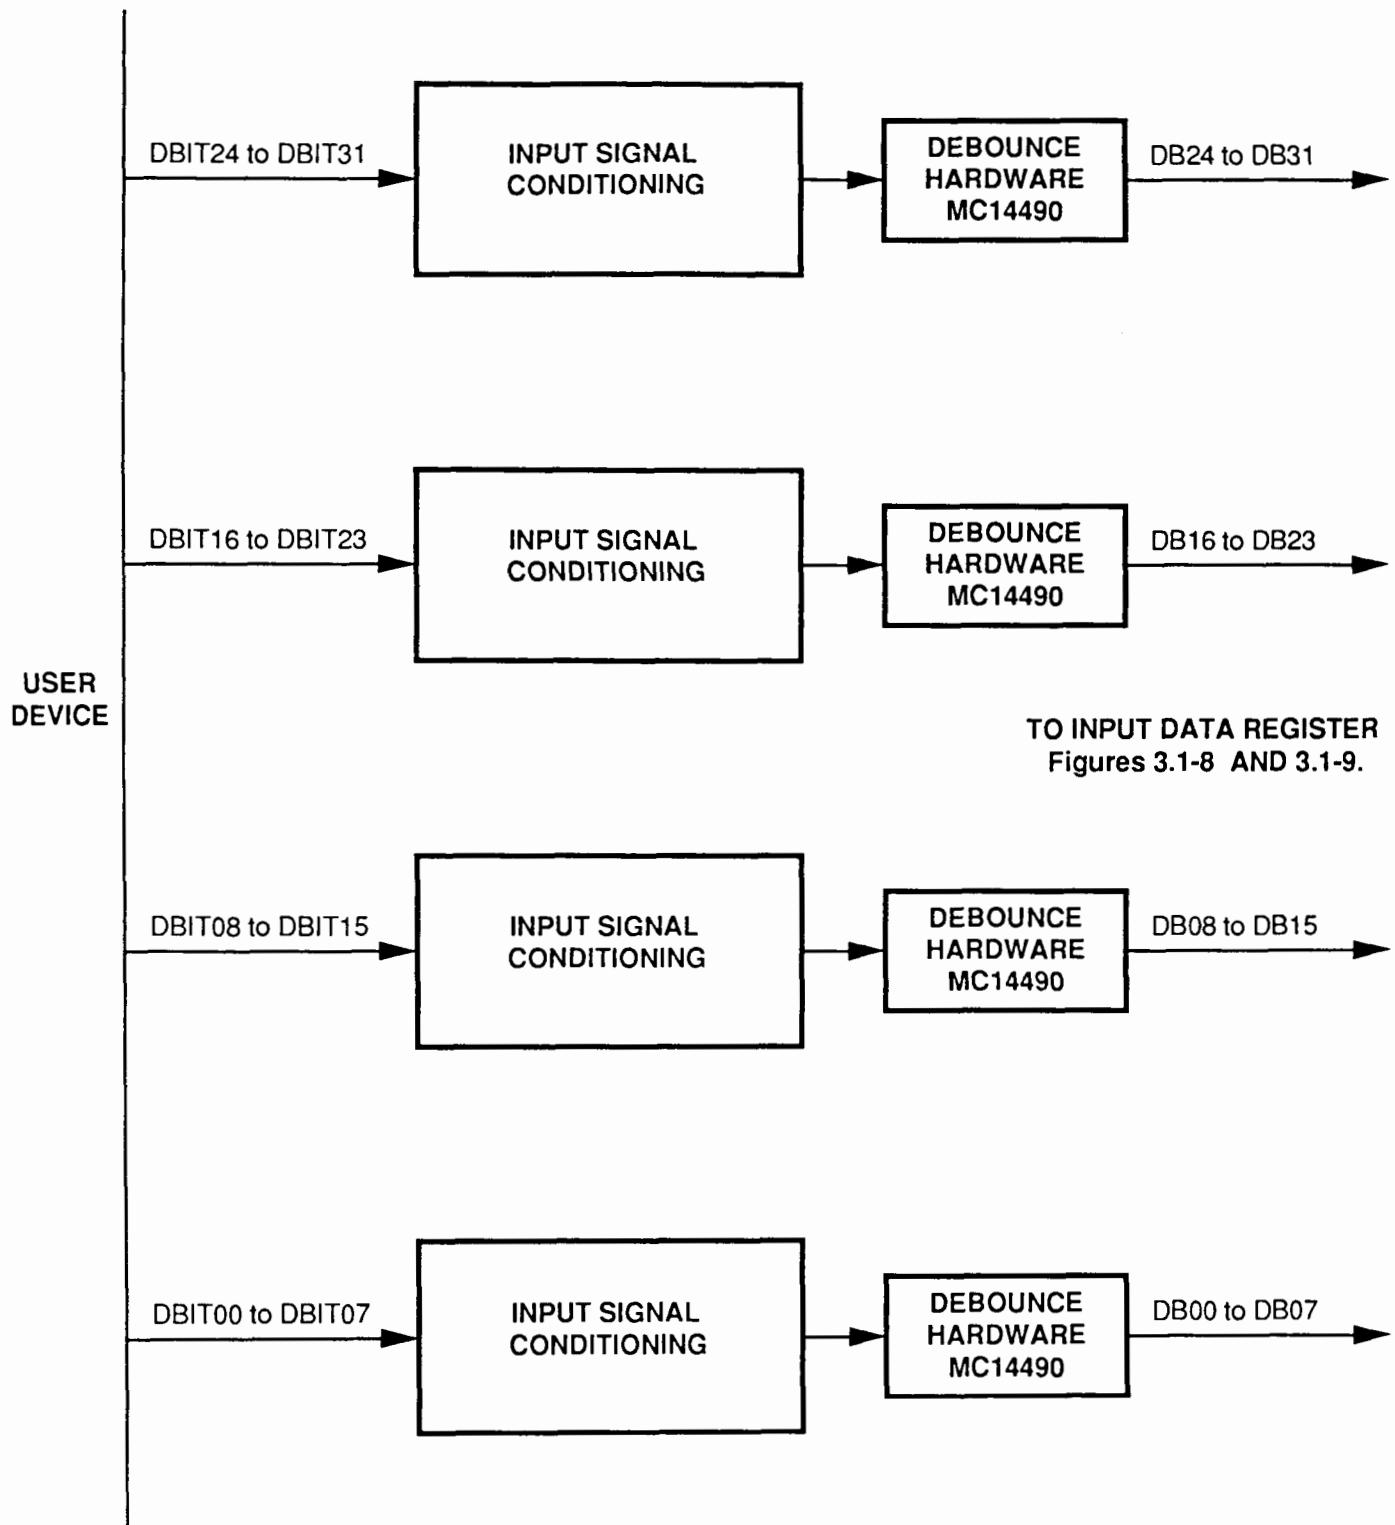 DBIT24 to DBIT31
INPUT SIGNAL
CONDITIONING
DEBOUNCE
HARDWARE
MC14490
DB24 to DB31
DBIT16 to DBIT23
INPUT SIGNAL
CONDITIONING
DEBOUNCE
HARDWARE
MC14490
DB16 to DB23
USER
DEVICE
TO INPUT DATA REGISTER
Figures 3.1-8 AND 3.1-9.
DBIT08 to DBIT15
INPUT SIGNAL
CONDITIONING
DEBOUNCE
HARDWARE
MC14490
DB08 to DB15
DBIT00 to DBIT07
INPUT SIGNAL
CONDITIONING
DEBOUNCE
HARDWARE
MC14490
DB00 to DB07